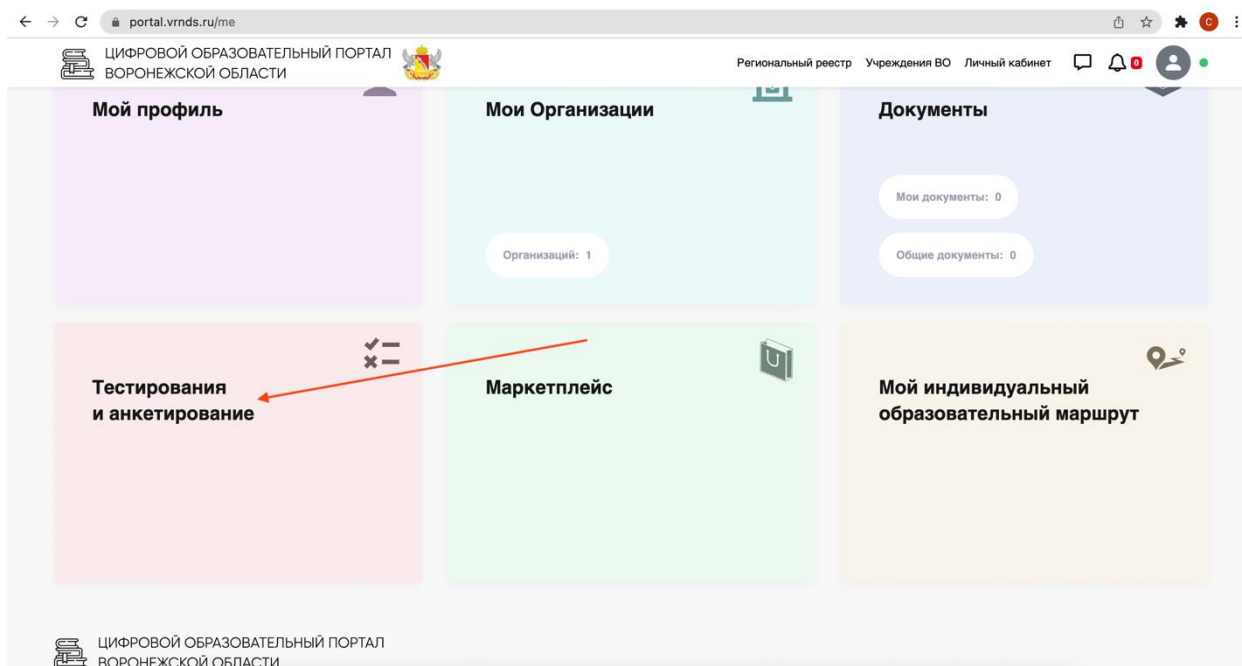 portal.vrnds.ru/me
C
ЦИФРОВОЙ ОБРАЗОВАТЕЛЬНЫЙ ПОРТАЛ
ВОРОНЕЖСКОЙ ОБЛАСТИ
Региональный реестр Учреждения ВО Личный кабинет 0
Мой профиль
Мои Организации
Организаций: 1
Документы
Мои документы: 0
Общие документы: 0
Тестирования
и анкетирование
Маркетплейс
U
Мой индивидуальный
образовательный маршрут
ЦИФРОВОЙ ОБРАЗОВАТЕЛЬНЫЙ ПОРТАЛ
ВОРОНЕЖСКОЙ ОБЛАСТИ